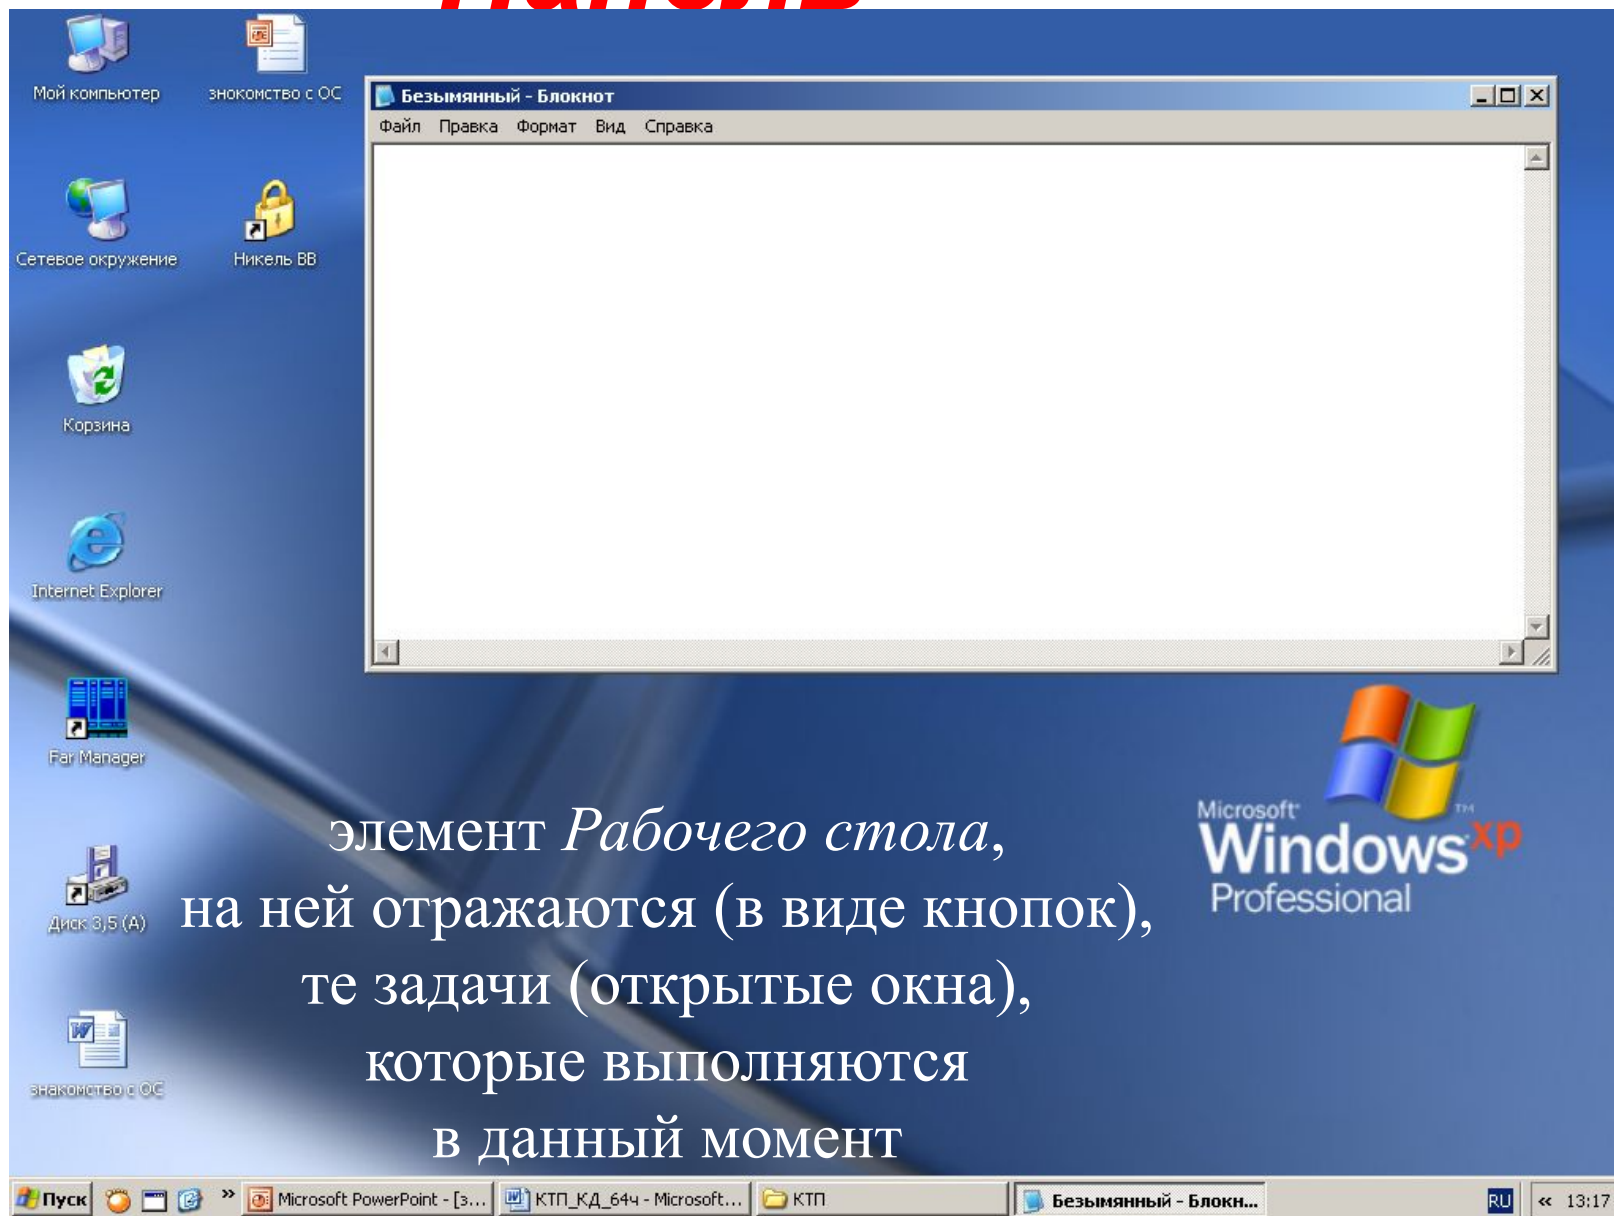 Панель
Мой компьютер
знокомство с ОС
Безымянный - Блокнот
Файл Правка Формат Вид Справка
Сетевое окружение
Никель ВВ
Корзина
Internet Explorer
Far Manager
Диск 3,5 (A)
знакомство с ОС
Microsoft
Windows xp
Professional
элемент Рабочего стола,
на ней отражаются (в виде кнопок),
те задачи (открытые окна),
которые выполняются
в данный момент
Пуск » Microsoft PowerPoint - [з... КТП_КД_64ч - Microsoft... КТП Безымянный - Блокн... RU « 13:17